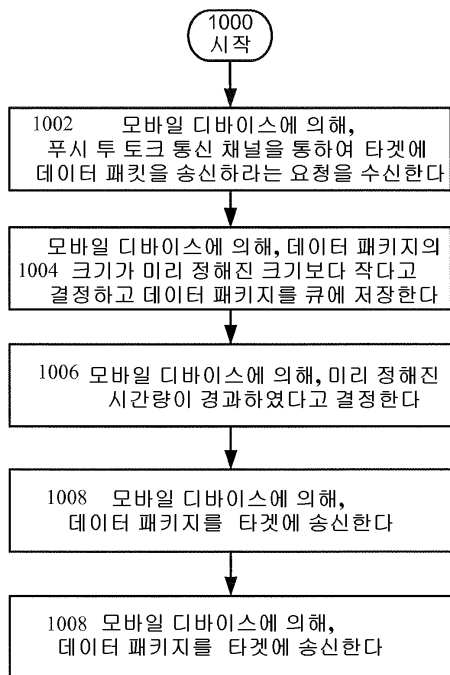 1000
시작
1002 모바일 디바이스에 의해,
푸시 투 토크 통신 채널을 통하여 타겟에
데이터 패킷을 송신하라는 요청을 수신한다
모바일 디바이스에 의해, 데이터 패키지의
1004 크기가 미리 정해진 크기보다 작다고
결정하고 데이터 패키지를 큐에 저장한다
1006 모바일 디바이스에 의해, 미리 정해진
시간량이 경과하였다고 결정한다
1008 모바일 디바이스에 의해,
데이터 패키지를 타겟에 송신한다
1008 모바일 디바이스에 의해,
데이터 패키지를 타겟에 송신한다